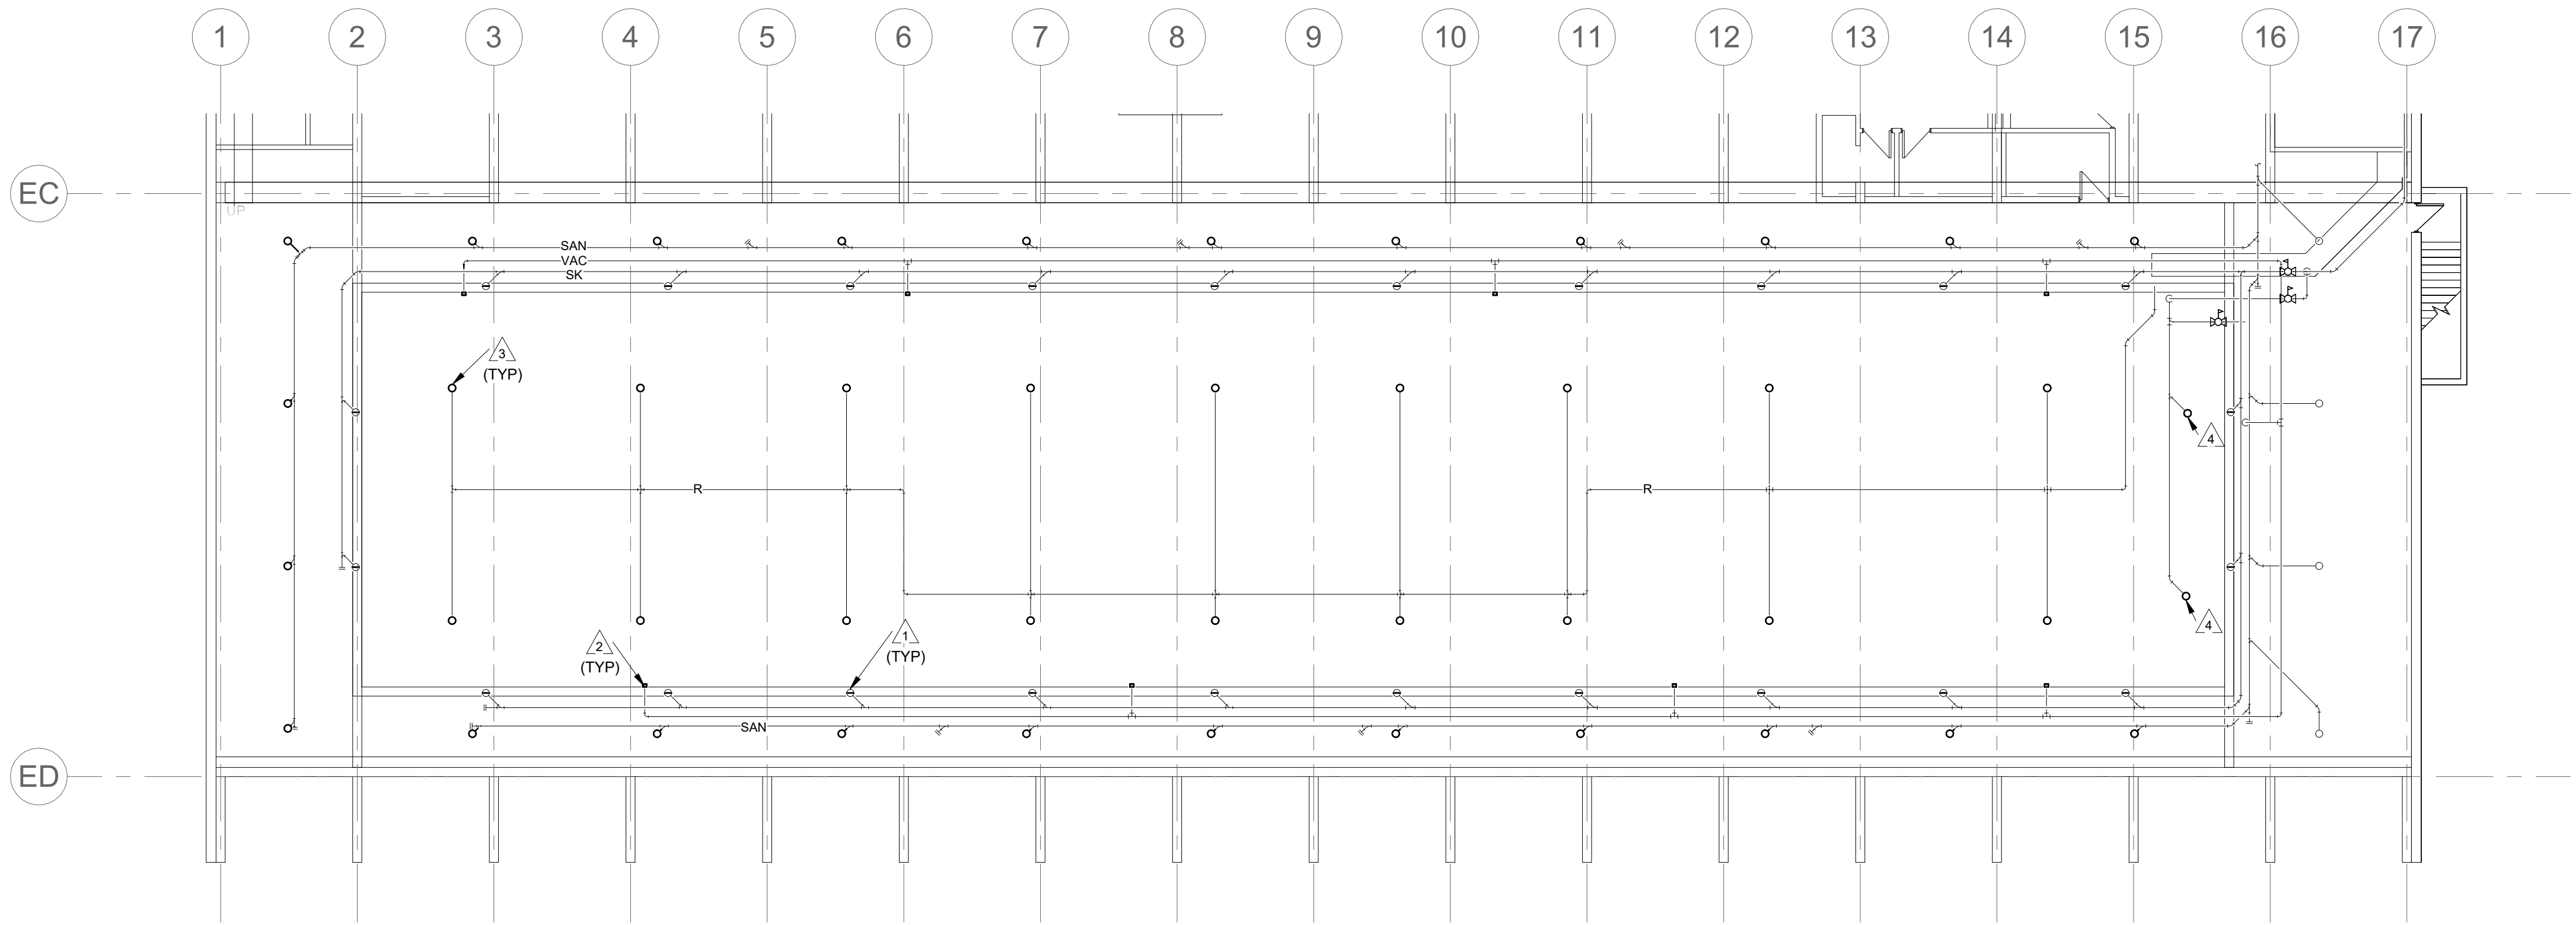 1 2 3 4 5 6 7 8 9 10 11 12 13 14 15 16 17
EC
UP
SAN
VAC
SK
3
(TYP)
4
R
R
4
1
(TYP)
2
(TYP)
SAN
ED